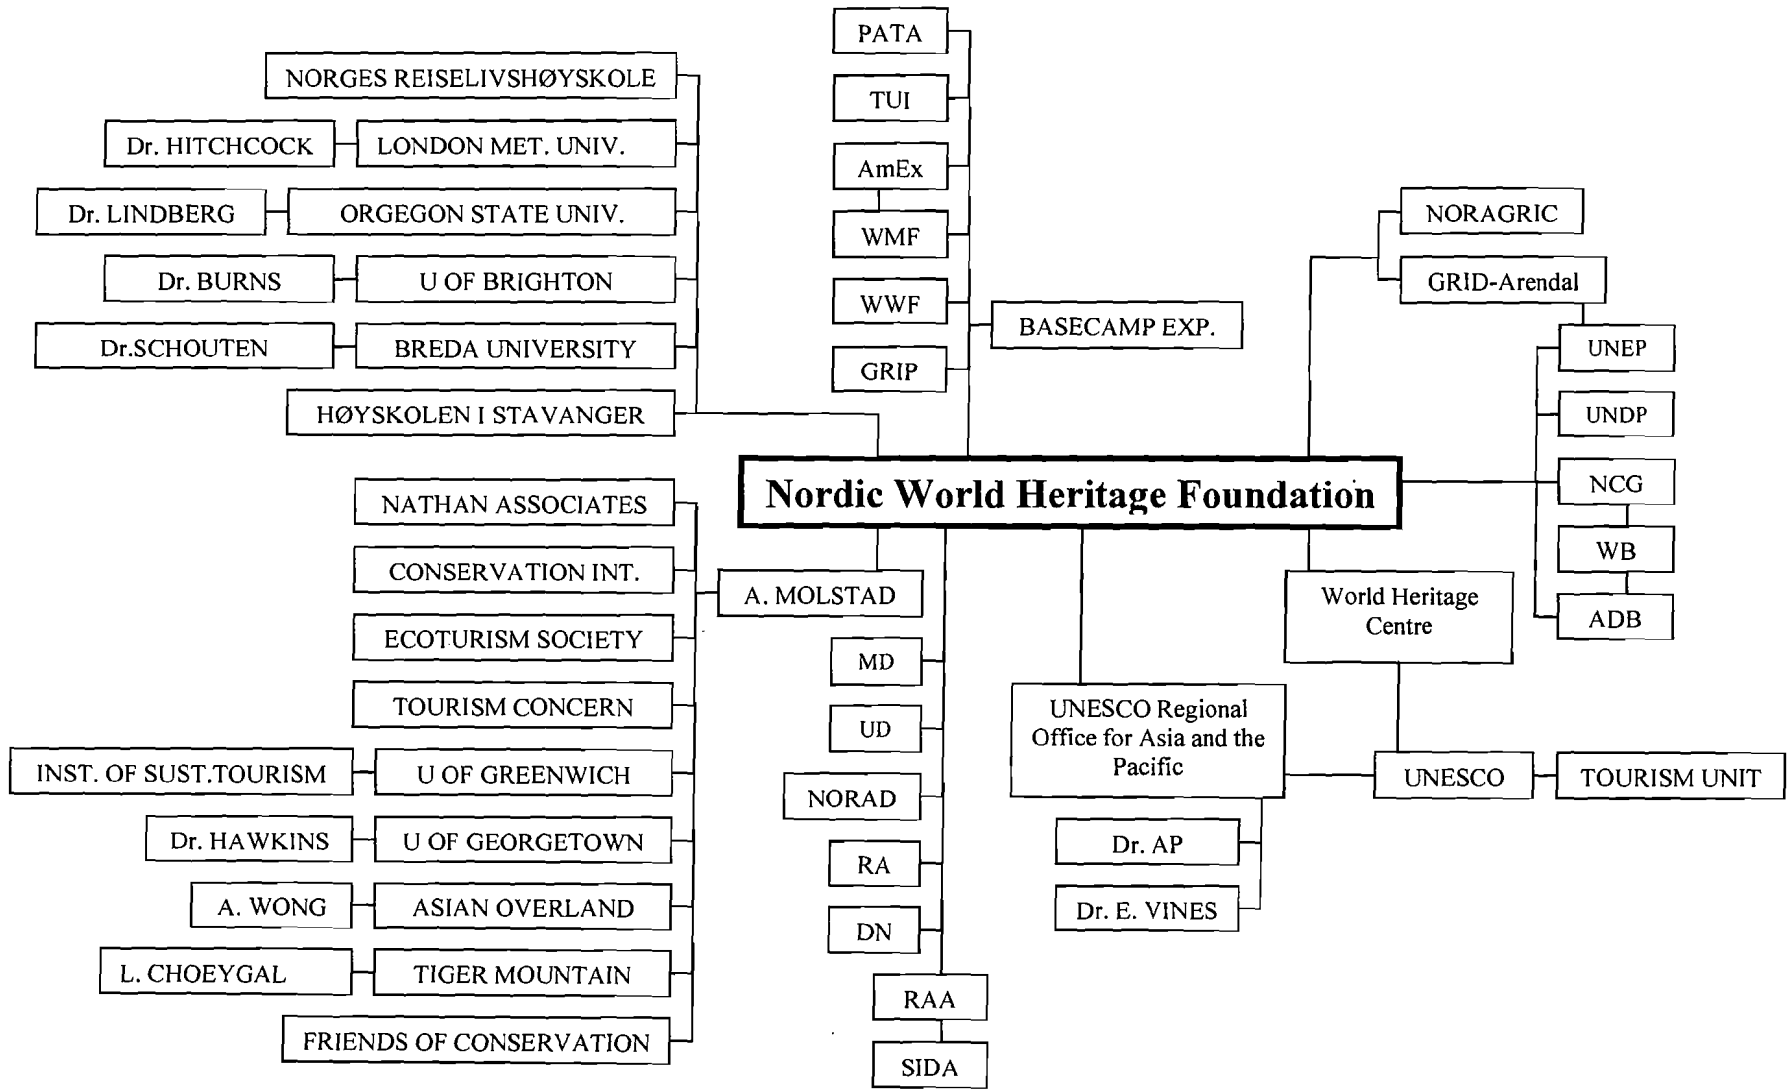 PATA
NORGES REISELIVSHØYSKOLE
TUI
Dr. HITCHCOCK
LONDON MET. UNIV.
AmEx
Dr. LINDBERG
ORGEGON STATE UNIV.
WMF
NORAGRIC
Dr. BURNS
U OF BRIGHTON
WWF
GRID-Arendal
BASECAMP EXP.
Dr.SCHOUTEN
BREDA UNIVERSITY
GRIP
UNEP
HØYSKOLEN I STAVANGER
UNDP
Nordic World Heritage Foundation
NCG
NATHAN ASSOCIATES
WB
CONSERVATION INT.
A. MOLSTAD
World Heritage
Centre
ADB
ECOTURISM SOCIETY
MD
TOURISM CONCERN
UD
UNESCO Regional
Office for Asia and the
Pacific
INST. OF SUST.TOURISM
U OF GREENWICH
NORAD
UNESCO
TOURISM UNIT
Dr. HAWKINS
U OF GEORGETOWN
RA
Dr. AP
A. WONG
ASIAN OVERLAND
DN
Dr. E. VINES
L. CHOEYGAL
TIGER MOUNTAIN
RAA
FRIENDS OF CONSERVATION
SIDA